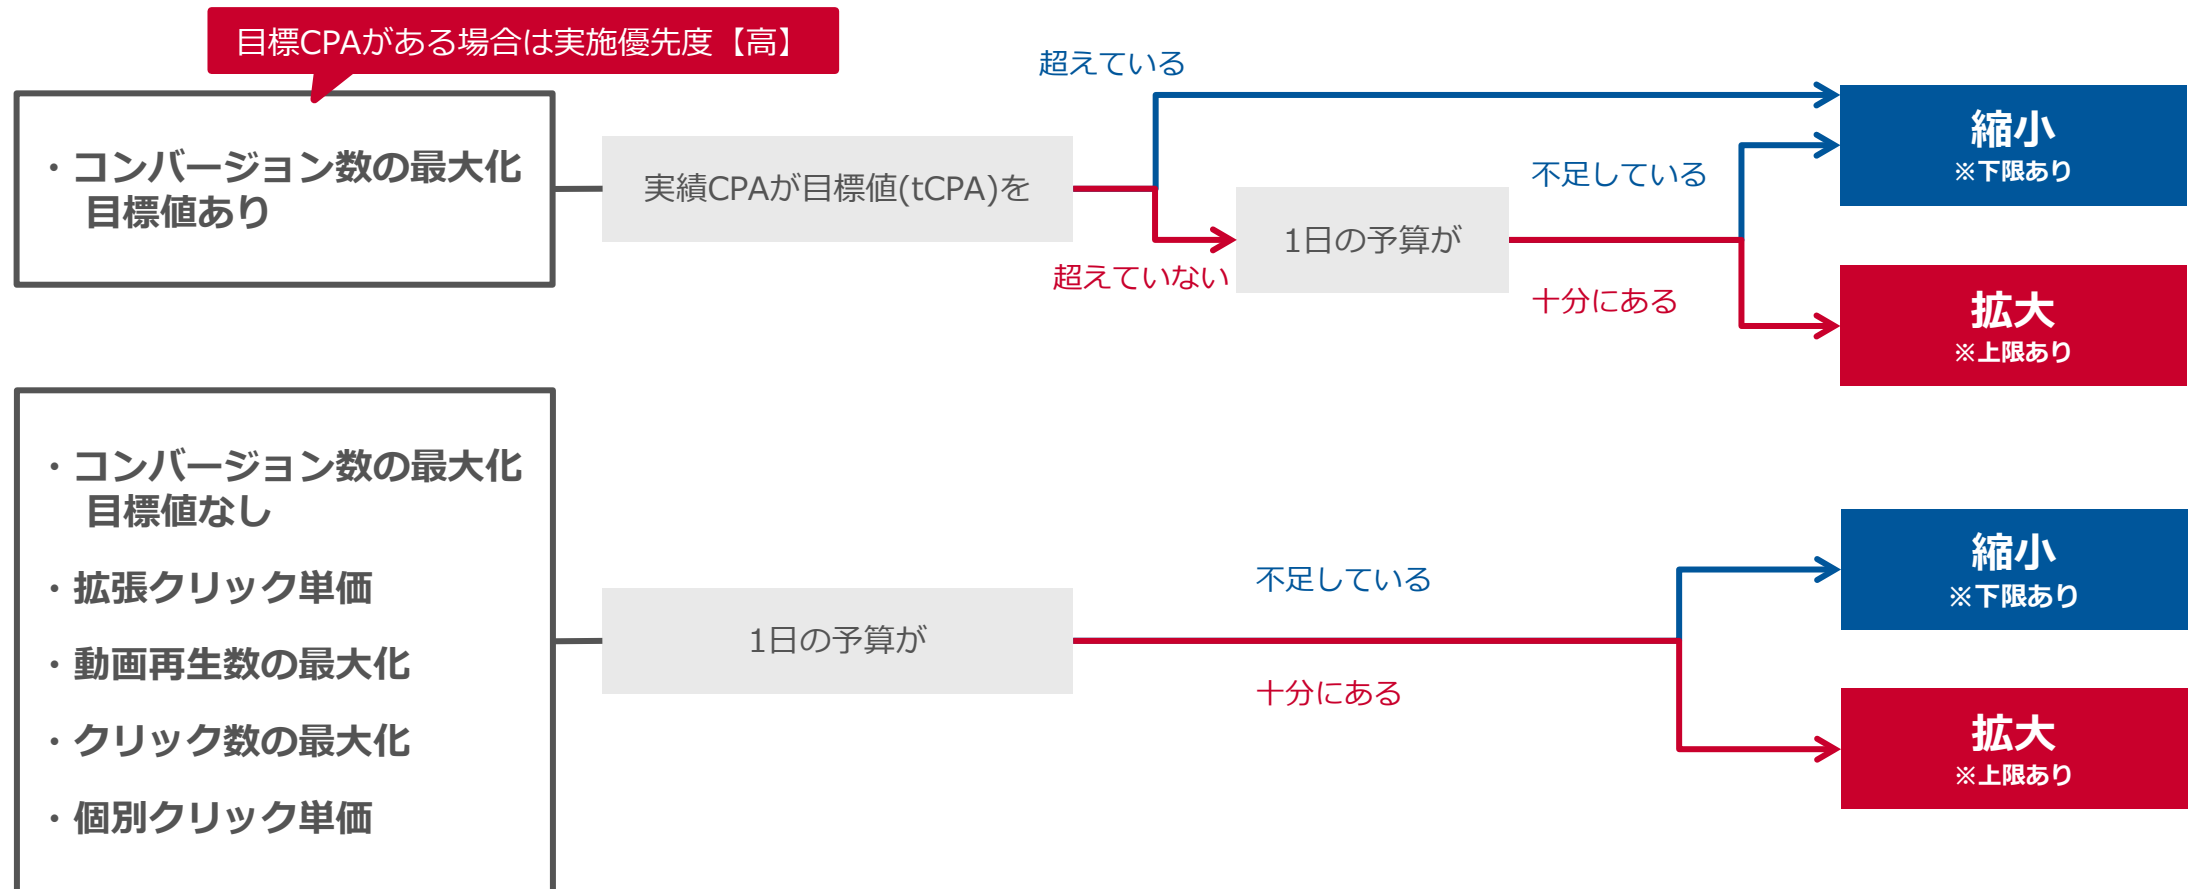 目標CPAがある場合は実施優先度【高】
・コンバージョン数の最大化
目標値あり
実績CPAが目標値(tCPA)を
超えている
超えていない
1日の予算が
不足している
十分にある
縮小
※下限あり
拡大
※上限あり
・コンバージョン数の最大化
目標値なし
・拡張クリック単価
・動画再生数の最大化
・クリック数の最大化
・個別クリック単価
1日の予算が
不足している
十分にある
縮小
※下限あり
拡大
※上限あり